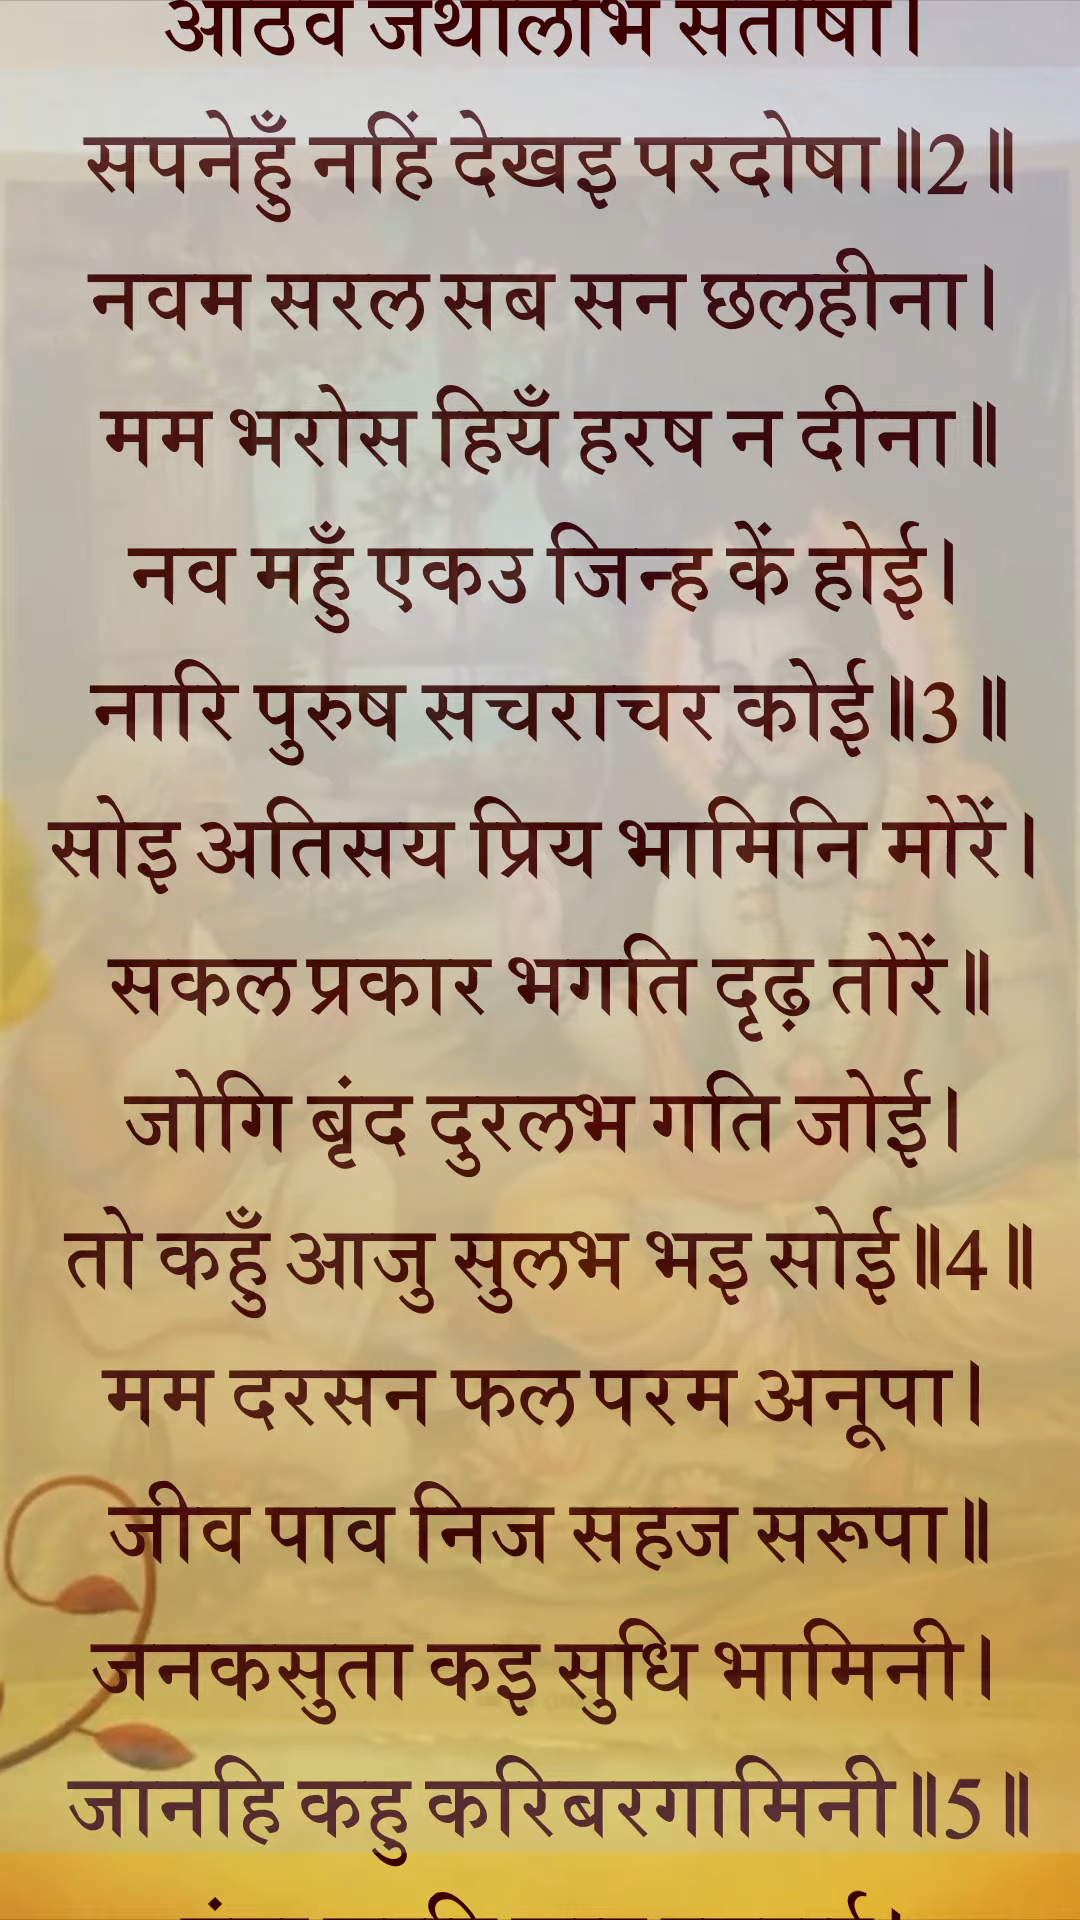 आठवँ जथालाभ संतोषा।
सपनेहुँ नहिं देखइ परदोषा॥2॥
नवम सरल सब सन छलहीना।
मम भरोस हियँ हरष न दीना॥
नव महुँ एकउ जिन्ह कें होई।
नारि पुरुष सचराचर कोई॥3॥
सोइ अतिसय प्रिय भामिनि मोरें।
सकल प्रकार भगति दृढ़ तोरें॥
जोगि बृंद दुरलभ गति जोई।
तो कहुँ आजु सुलभ भइ सोई॥4॥
मम दरसन फल परम अनूपा।
जीव पाव निज सहज सरूपा॥
जनकसुता कइ सुधि भामिनी।
जानहि कहु करिबरगामिनी॥5॥